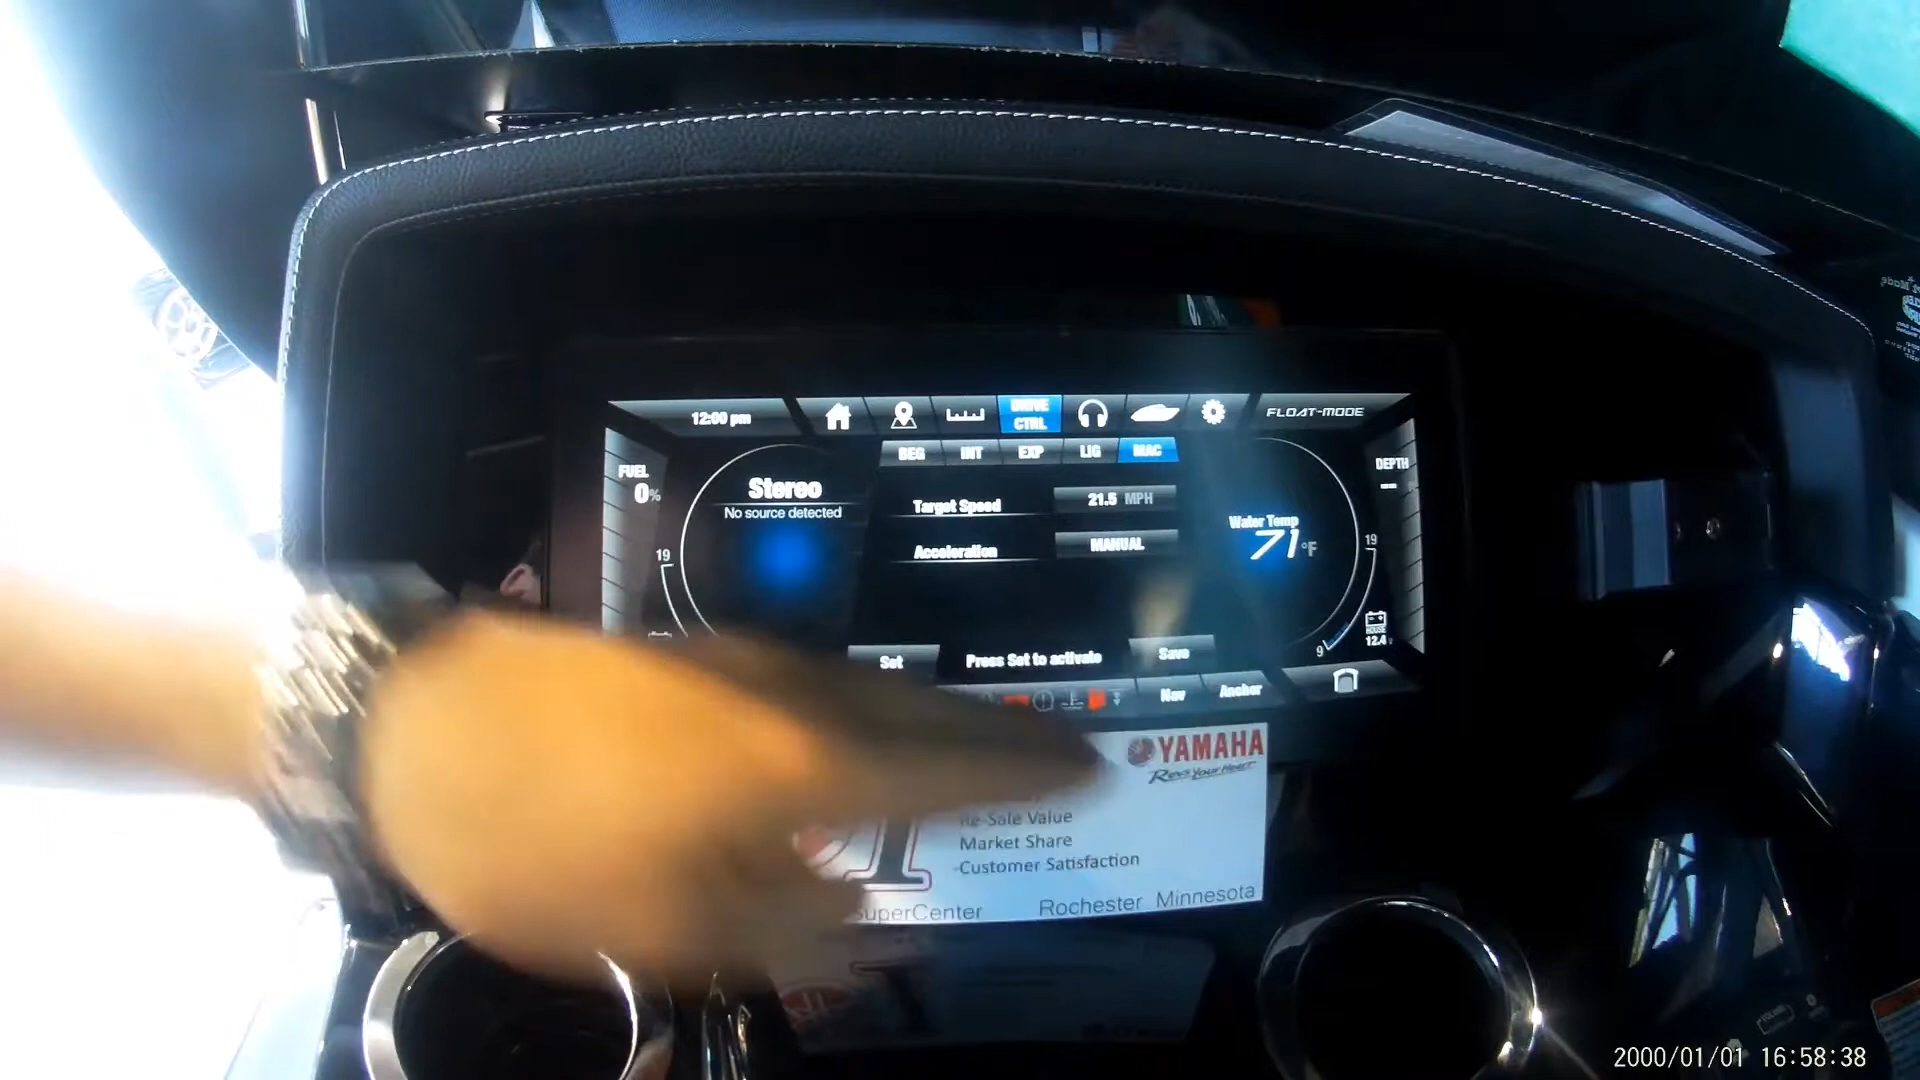 12:00 pm
DRIVE
CTRL
FLOAT-MODE
BEG INT EXP LIG MAC
FUEL
0%
Stereo
No source detected
Target Speed 21.5 MPH
Acceleration MANUAL
Water Temp
71°F
DEPTH
--
19
19
9
HOUSE
12.4 V
Set Press Set to activate Save
Nav Anchor
YAMAHA
Revs Your Heart
Re-Sale Value
Market Share
-Customer Satisfaction
SuperCenter Rochester Minnesota
2000/01/01 16:58:38